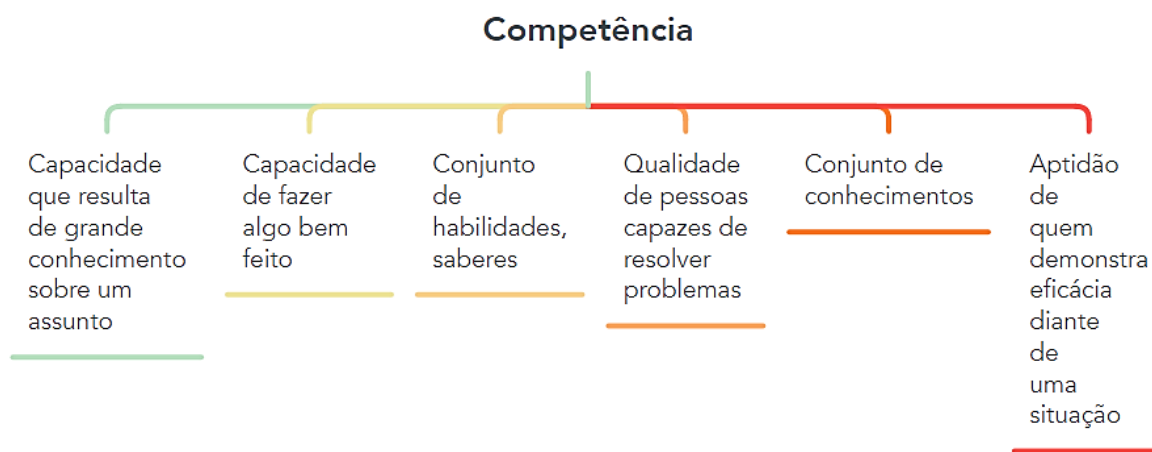 Competência
Capacidade
que resulta
de grande
conhecimento
sobre um
assunto
Capacidade
de fazer
algo bem
feito
Conjunto
de
habilidades,
saberes
Qualidade
de pessoas
capazes de
resolver
problemas
Conjunto de
conhecimentos
Aptidão
de
quem
demonstra
eficácia
diante
de
uma
situação